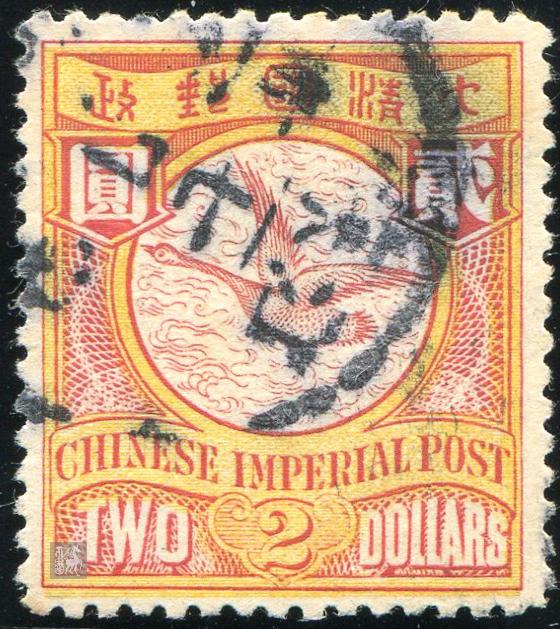 大清國郵政
貳圓
CHINESE IMPERIAL POST
TWO 2 DOLLARS